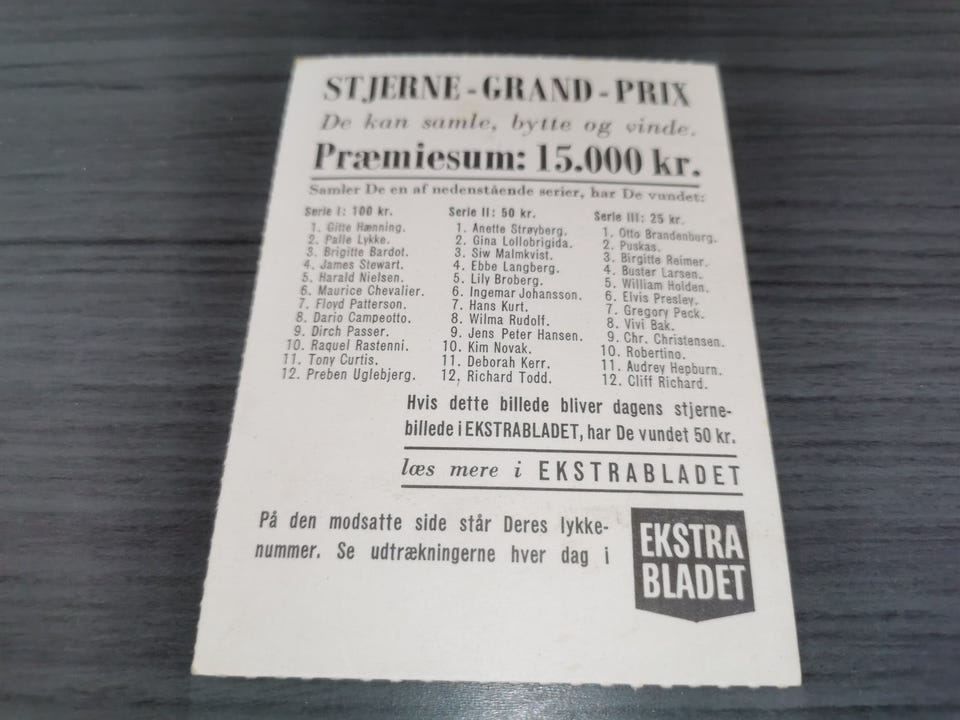 STJERNE-GRAND-PRIX
De kan samle, bytte og vinde.
Præmiesum: 15.000 kr.
Samler De en af nedenstående serier, har De vundet:
Serie I: 100 kr.
1. Gitte Hænning.
2. Palle Lykke.
3. Brigitte Bardot.
4. James Stewart.
5. Harald Nielsen.
6. Maurice Chevalier.
7. Floyd Patterson.
8. Dario Campeotto.
9. Dirch Passer.
10. Raquel Rastenni.
11. Tony Curtis.
12. Preben Uglebjerg.
Serie II: 50 kr.
1. Anette Strøyberg.
2. Gina Lollobrigida.
3. Siw Malmkvist.
4. Ebbe Langberg.
5. Lily Broberg.
6. Ingemar Johansson.
7. Hans Kurt.
8. Wilma Rudolf.
9. Jens Peter Hansen.
10. Kim Novak.
11. Deborah Kerr.
12, Richard Todd.
Serie III: 25 kr.
1. Otto Brandenburg.
2. Puskas.
3. Birgitte Reimer.
4. Buster Larsen.
5. William Holden.
6. Elvis Presley.
7. Gregory Peck.
8. Vivi Bak.
9. Chr. Christensen.
10. Robertino.
11. Audrey Hepburn.
12. Cliff Richard.
Hvis dette billede bliver dagens stjerne-
billede i EKSTRABLADET, har De vundet 50 kr.
læs mere i EKSTRABLADET
På den modsatte side står Deres lykke-
nummer. Se udtrækningerne hver dag i
EKSTRA
BLADET